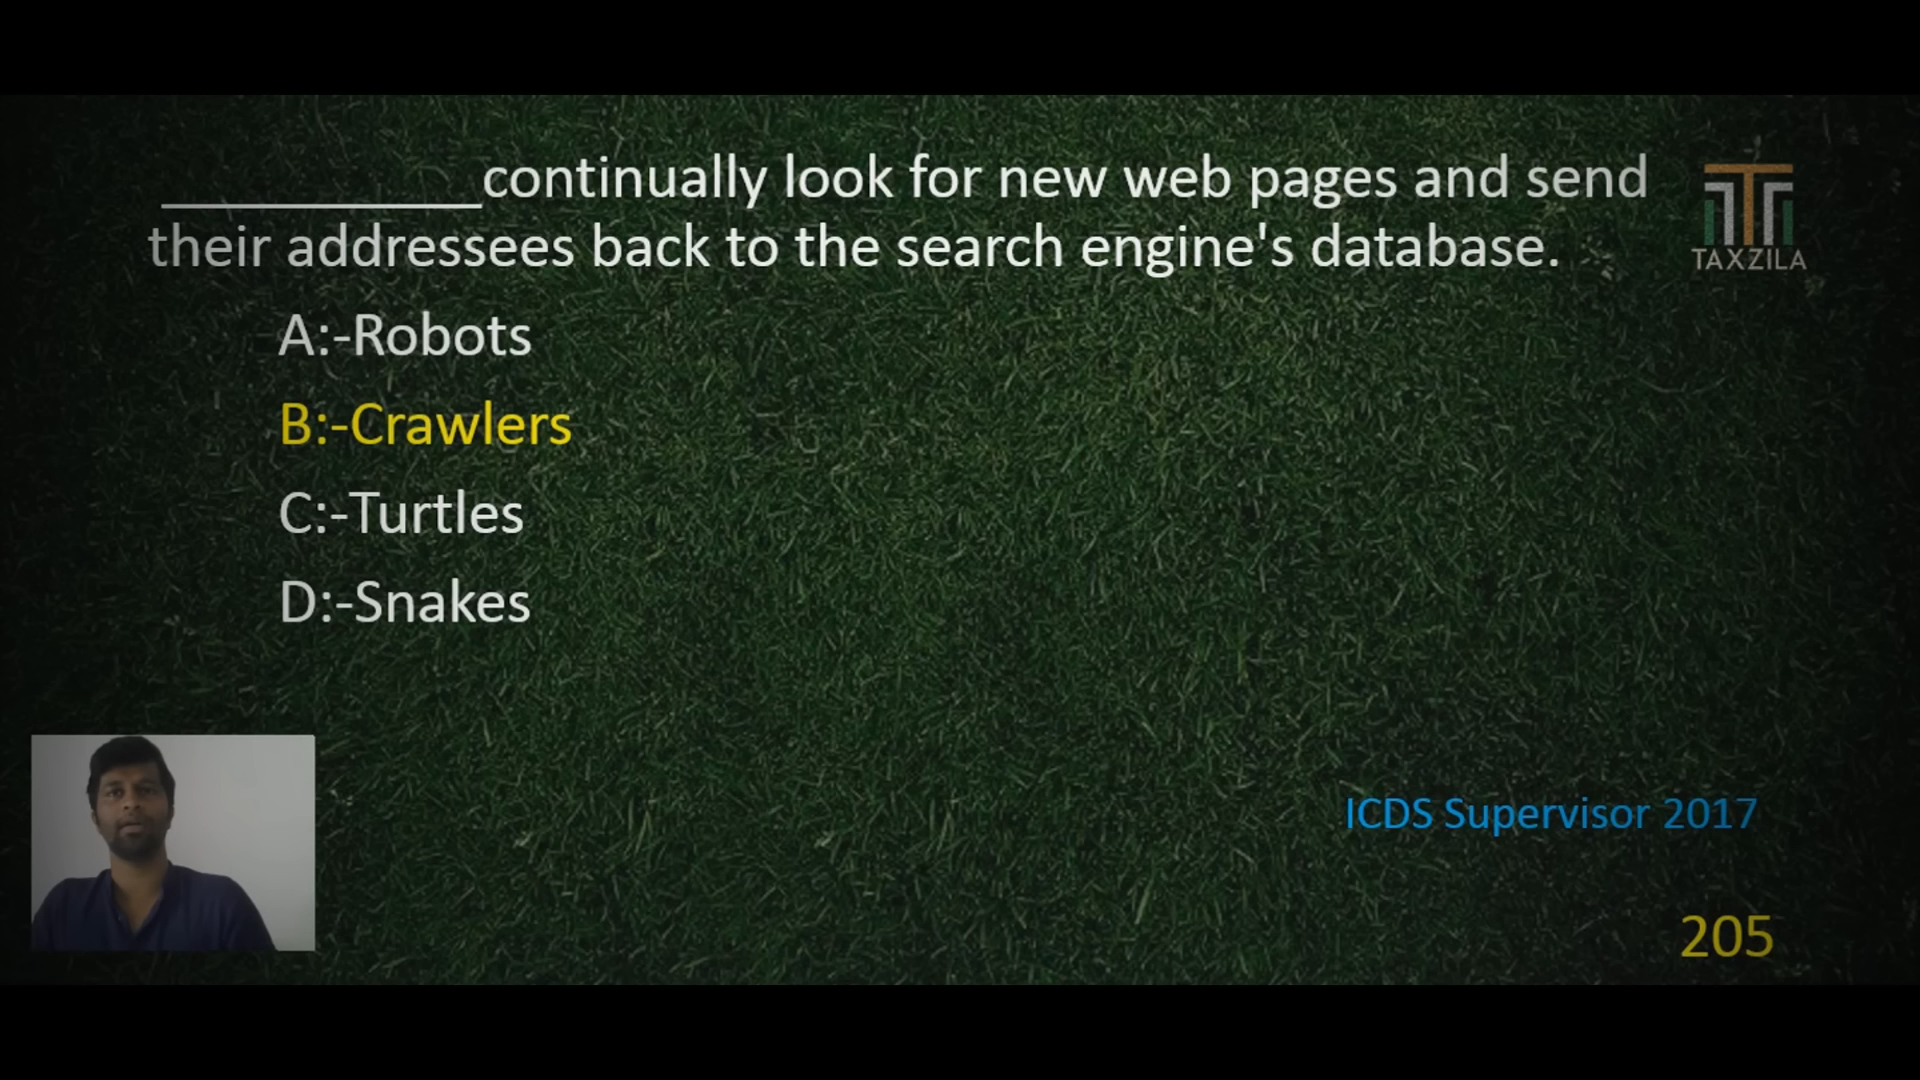 ____________continually look for new web pages and send
their addressees back to the search engine's database.
TAXZILA
A:-Robots
B:-Crawlers
C:-Turtles
D:-Snakes
ICDS Supervisor 2017
205